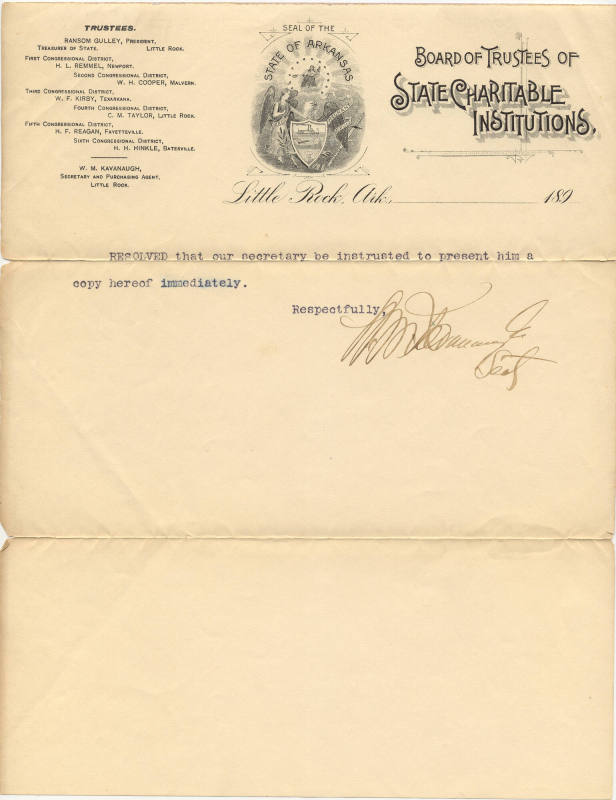 TRUSTEES.
RANSOM GULLEY, PRESIDENT,
TREASURER OF STATE. LITTLE ROCK.
FIRST CONGRESSIONAL DISTRICT,
H. L. REMMEL, NEWPORT.
SECOND CONGRESSIONAL DISTRICT,
W. H. COOPER, MALVERN.
THIRD CONGRESSIONAL DISTRICT,
W. F. KIRBY, TEXARKANA.
FOURTH CONGRESSIONAL DISTRICT,
C. M. TAYLOR, LITTLE ROCK.
FIFTH CONGRESSIONAL DISTRICT,
H. F. REAGAN, FAYETTEVILLE.
SIXTH CONGRESSIONAL DISTRICT,
H. H. HINKLE, BATESVILLE.
W. M. KAVANAUGH,
SECRETARY AND PURCHASING AGENT,
LITTLE ROCK.
SEAL OF THE
STATE OF ARKANSAS
BOARD OF TRUSTEES OF
STATE CHARITABLE
INSTITUTIONS,
Little Rock, Ark., 189
RESOLVED that our secretary be instrusted to present him a
copy hereof immediately.
Respectfully,
W M Kavanaugh
Secty